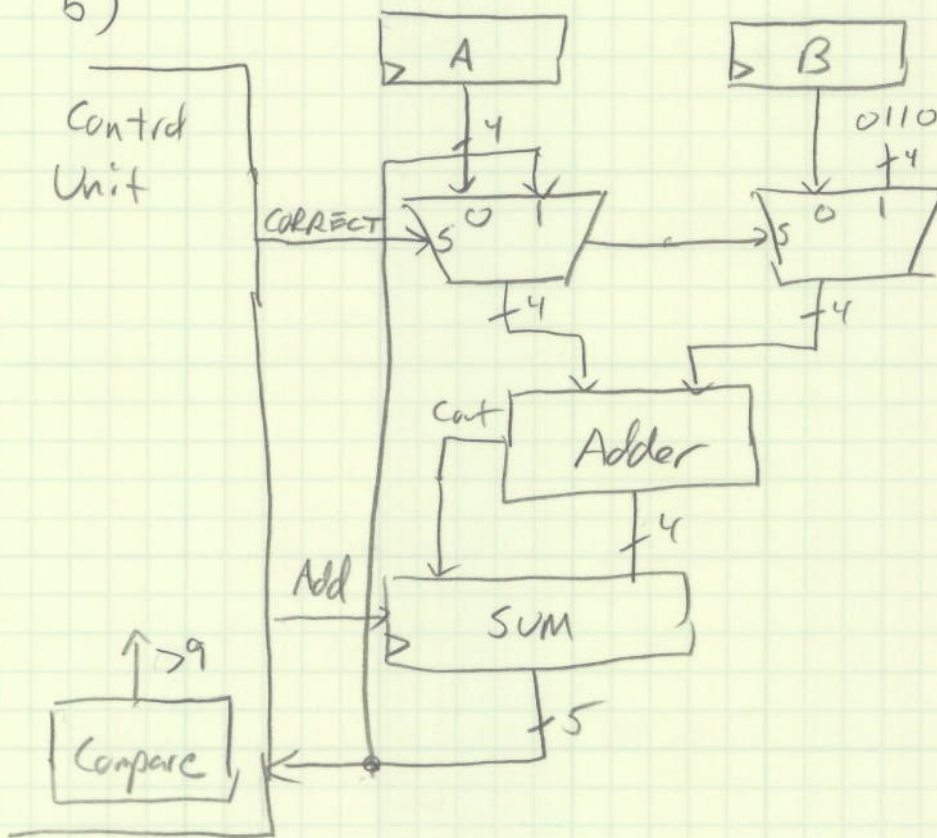 b)
Control
Unit
A
B
4
0110
4
CORRECT
S
0 1
S
0 1
4
4
Cout
Adder
4
Add
SUM
>9
5
Compare